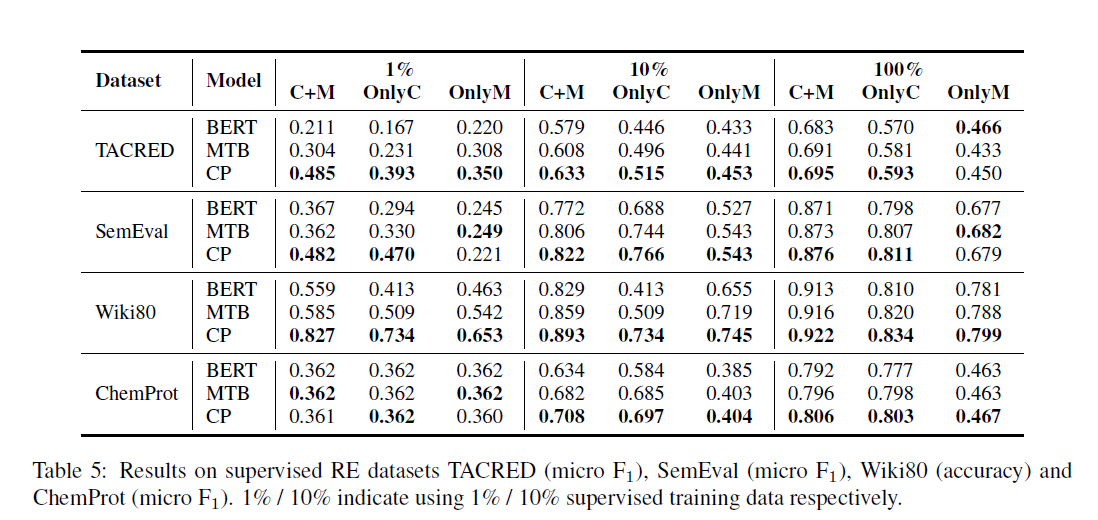 Dataset Model 1% 10% 100%
C+M OnlyC OnlyM C+M OnlyC OnlyM C+M OnlyC OnlyM
TACRED BERT 0.211 0.167 0.220 0.579 0.446 0.433 0.683 0.570 0.466
MTB 0.304 0.231 0.308 0.608 0.496 0.441 0.691 0.581 0.433
CP 0.485 0.393 0.350 0.633 0.515 0.453 0.695 0.593 0.450
SemEval BERT 0.367 0.294 0.245 0.772 0.688 0.527 0.871 0.798 0.677
MTB 0.362 0.330 0.249 0.806 0.744 0.543 0.873 0.807 0.682
CP 0.482 0.470 0.221 0.822 0.766 0.543 0.876 0.811 0.679
Wiki80 BERT 0.559 0.413 0.463 0.829 0.413 0.655 0.913 0.810 0.781
MTB 0.585 0.509 0.542 0.859 0.509 0.719 0.916 0.820 0.788
CP 0.827 0.734 0.653 0.893 0.734 0.745 0.922 0.834 0.799
ChemProt BERT 0.362 0.362 0.362 0.634 0.584 0.385 0.792 0.777 0.463
MTB 0.362 0.362 0.362 0.682 0.685 0.403 0.796 0.798 0.463
CP 0.361 0.362 0.360 0.708 0.697 0.404 0.806 0.803 0.467
Table 5: Results on supervised RE datasets TACRED (micro F₁), SemEval (micro F₁), Wiki80 (accuracy) and
ChemProt (micro F₁). 1% / 10% indicate using 1% / 10% supervised training data respectively.